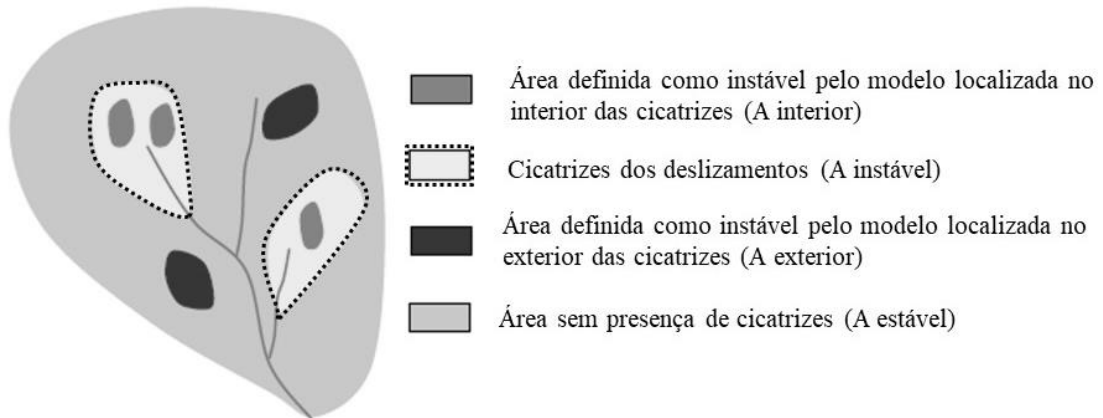 Área definida como instável pelo modelo localizada no
interior das cicatrizes (A interior)
Cicatrizes dos deslizamentos (A instável)
Área definida como instável pelo modelo localizada no
exterior das cicatrizes (A exterior)
Área sem presença de cicatrizes (A estável)